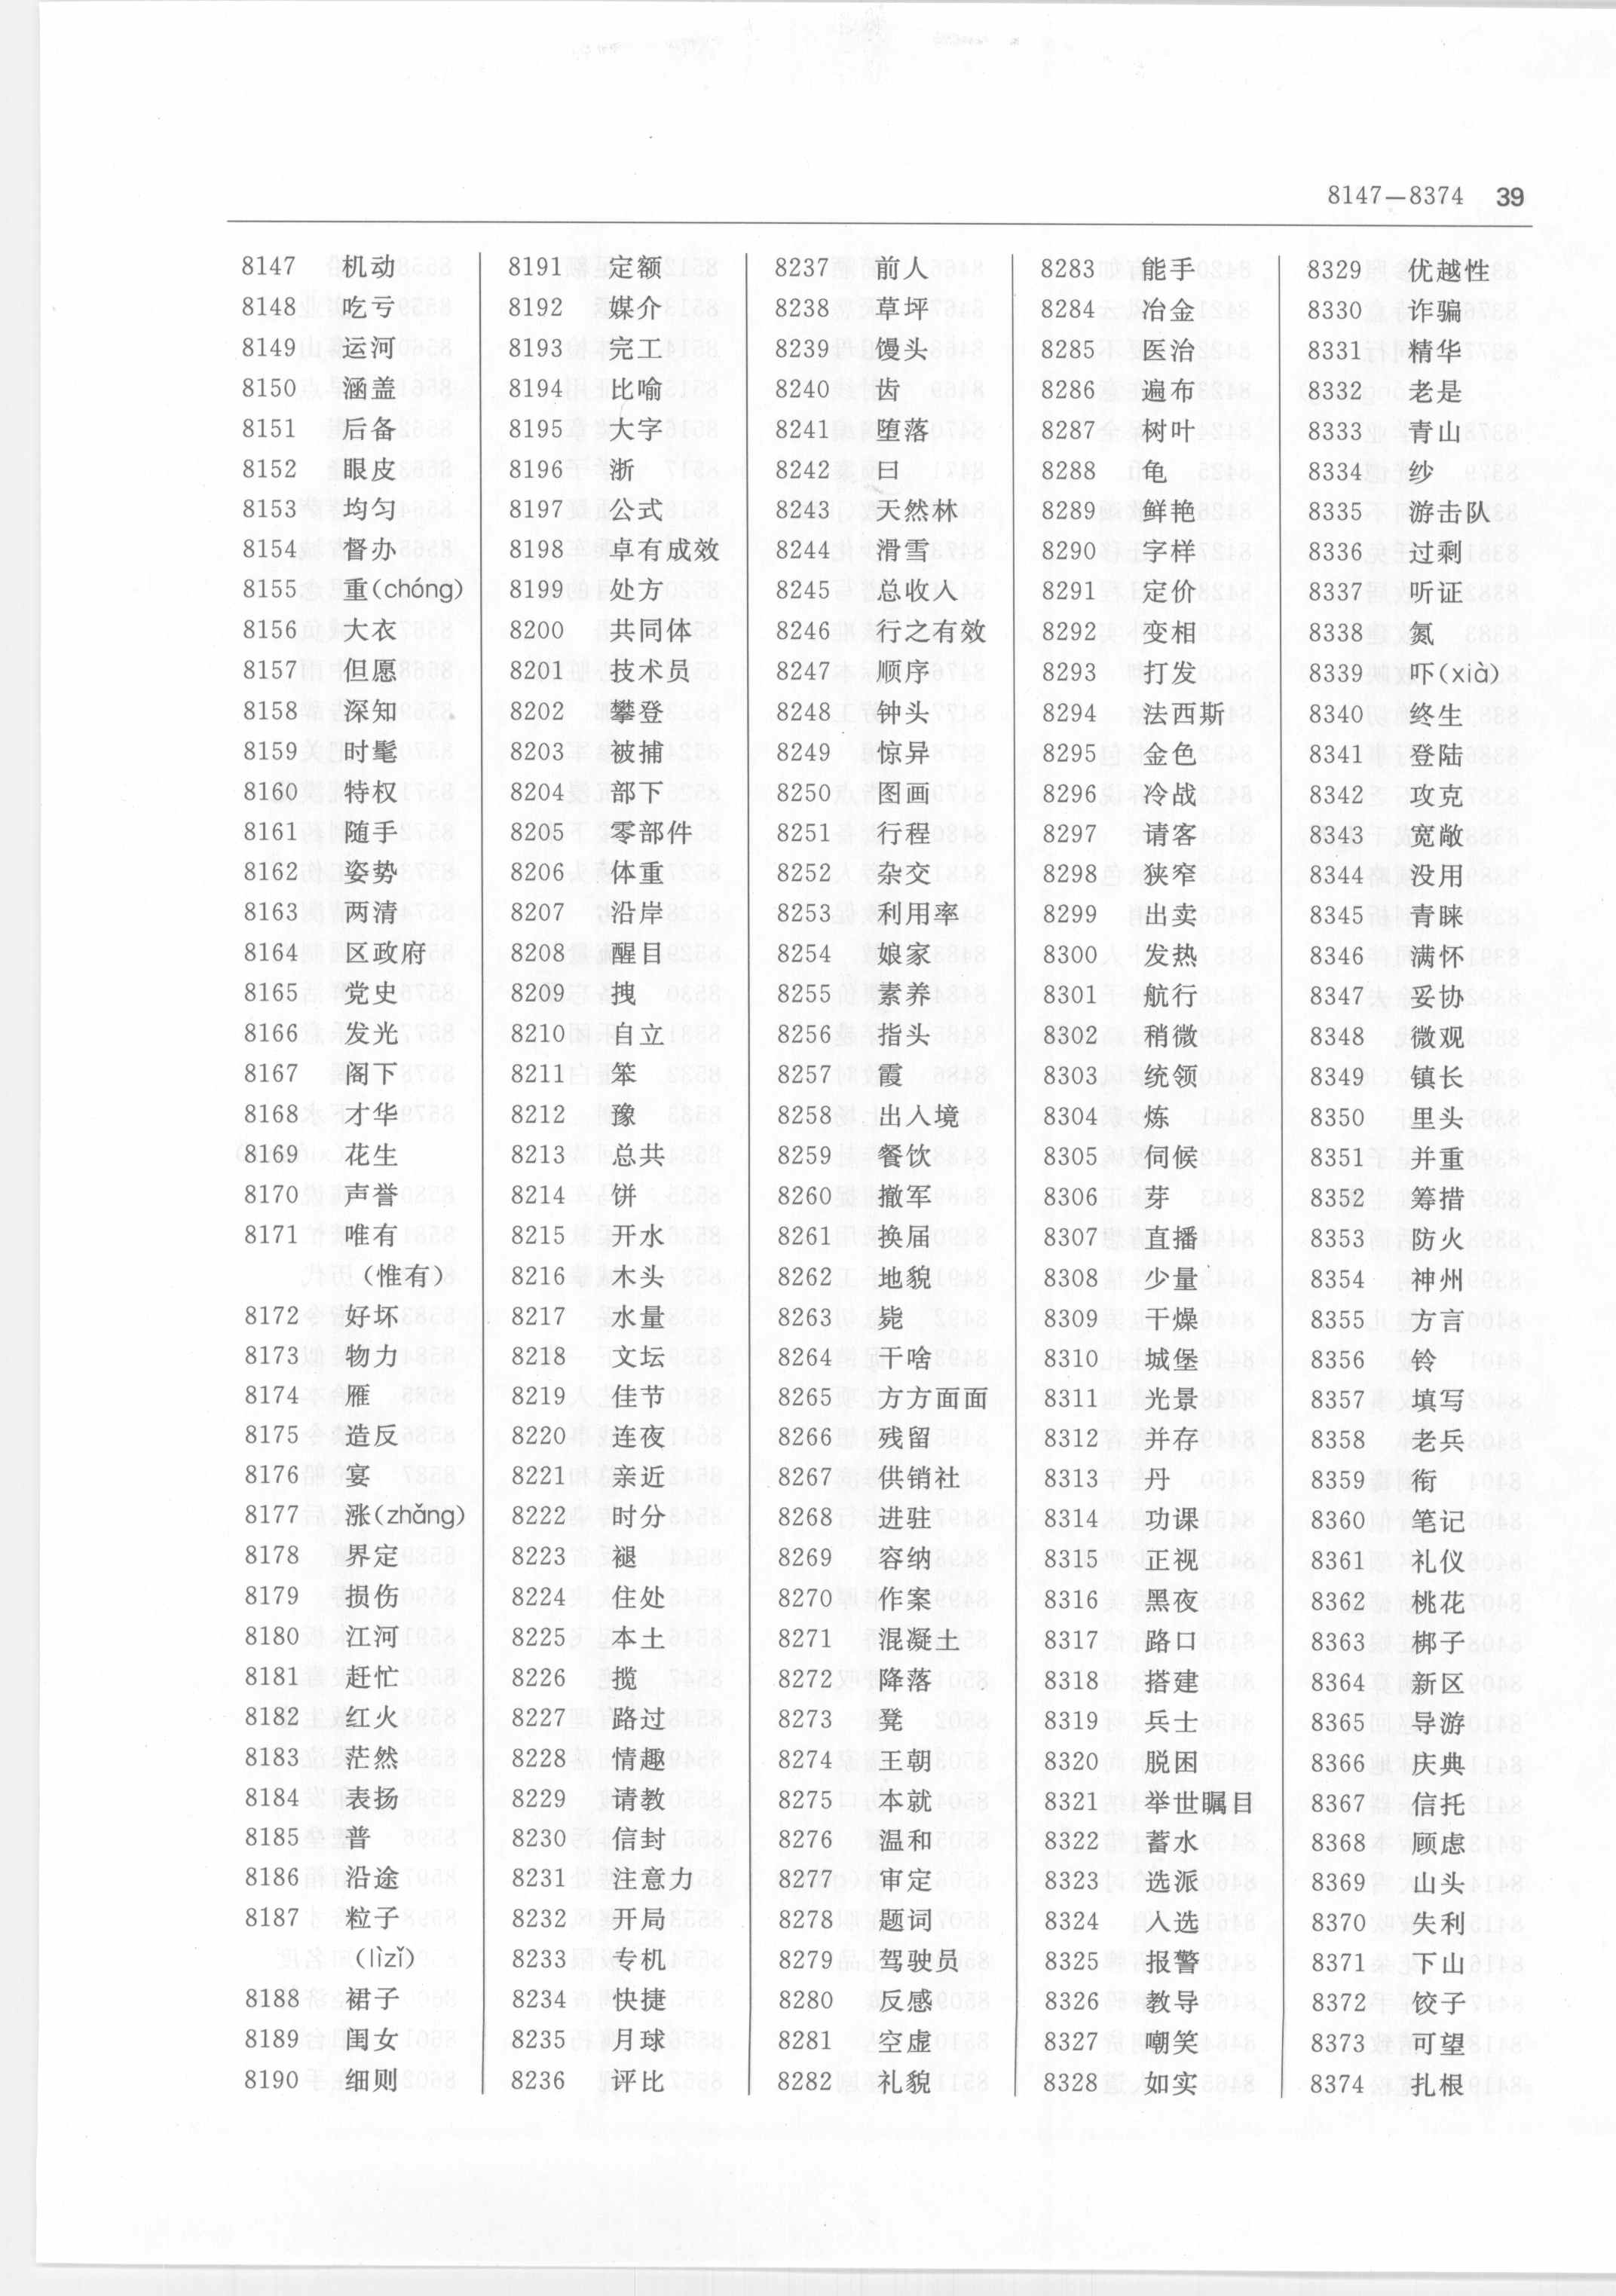 8147—8374 39
8147 机动
8148 吃亏
8149 运河
8150 涵盖
8151 后备
8152 眼皮
8153 均匀
8154 督办
8155 重(chóng)
8156 大衣
8157 但愿
8158 深知
8159 时髦
8160 特权
8161 随手
8162 姿势
8163 两清
8164 区政府
8165 党史
8166 发光
8167 阁下
8168 才华
8169 花生
8170 声誉
8171 唯有
(惟有)
8172 好坏
8173 物力
8174 雁
8175 造反
8176 宴
8177 涨(zhǎng)
8178 界定
8179 损伤
8180 江河
8181 赶忙
8182 红火
8183 茫然
8184 表扬
8185 普
8186 沿途
8187 粒子
(lìzǐ)
8188 裙子
8189 闺女
8190 细则
8191 定额
8192 媒介
8193 完工
8194 比喻
8195 大字
8196 浙
8197 公式
8198 卓有成效
8199 处方
8200 共同体
8201 技术员
8202 攀登
8203 被捕
8204 部下
8205 零部件
8206 体重
8207 沿岸
8208 醒目
8209 拽
8210 自立
8211 笨
8212 豫
8213 总共
8214 饼
8215 开水
8216 木头
8217 水量
8218 文坛
8219 佳节
8220 连夜
8221 亲近
8222 时分
8223 褪
8224 住处
8225 本土
8226 揽
8227 路过
8228 情趣
8229 请教
8230 信封
8231 注意力
8232 开局
8233 专机
8234 快捷
8235 月球
8236 评比
8237 前人
8238 草坪
8239 馒头
8240 齿
8241 堕落
8242 曰
8243 天然林
8244 滑雪
8245 总收入
8246 行之有效
8247 顺序
8248 钟头
8249 惊异
8250 图画
8251 行程
8252 杂交
8253 利用率
8254 娘家
8255 素养
8256 指头
8257 霞
8258 出入境
8259 餐饮
8260 撤军
8261 换届
8262 地貌
8263 毙
8264 干啥
8265 方方面面
8266 残留
8267 供销社
8268 进驻
8269 容纳
8270 作案
8271 混凝土
8272 降落
8273 凳
8274 王朝
8275 本就
8276 温和
8277 审定
8278 题词
8279 驾驶员
8280 反感
8281 空虚
8282 礼貌
8283 能手
8284 冶金
8285 医治
8286 遍布
8287 树叶
8288 龟
8289 鲜艳
8290 字样
8291 定价
8292 变相
8293 打发
8294 法西斯
8295 金色
8296 冷战
8297 请客
8298 狭窄
8299 出卖
8300 发热
8301 航行
8302 稍微
8303 统领
8304 炼
8305 伺候
8306 芽
8307 直播
8308 少量
8309 干燥
8310 城堡
8311 光景
8312 并存
8313 丹
8314 功课
8315 正视
8316 黑夜
8317 路口
8318 搭建
8319 兵士
8320 脱困
8321 举世瞩目
8322 蓄水
8323 选派
8324 入选
8325 报警
8326 教导
8327 嘲笑
8328 如实
8329 优越性
8330 诈骗
8331 精华
8332 老是
8333 青山
8334 纱
8335 游击队
8336 过剩
8337 听证
8338 氮
8339 吓(xià)
8340 终生
8341 登陆
8342 攻克
8343 宽敞
8344 没用
8345 青睐
8346 满怀
8347 妥协
8348 微观
8349 镇长
8350 里头
8351 并重
8352 筹措
8353 防火
8354 神州
8355 方言
8356 铃
8357 填写
8358 老兵
8359 衔
8360 笔记
8361 礼仪
8362 桃花
8363 梆子
8364 新区
8365 导游
8366 庆典
8367 信托
8368 顾虑
8369 山头
8370 失利
8371 下山
8372 饺子
8373 可望
8374 扎根